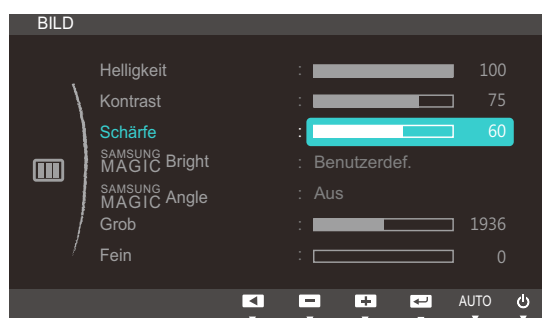 BILD
Helligkeit : 100
Kontrast : 75
Schärfe : 60
SAMSUNG MAGIC Bright : Benutzerdef.
SAMSUNG MAGIC Angle : Aus
Grob : 1936
Fein : 0
AUTO